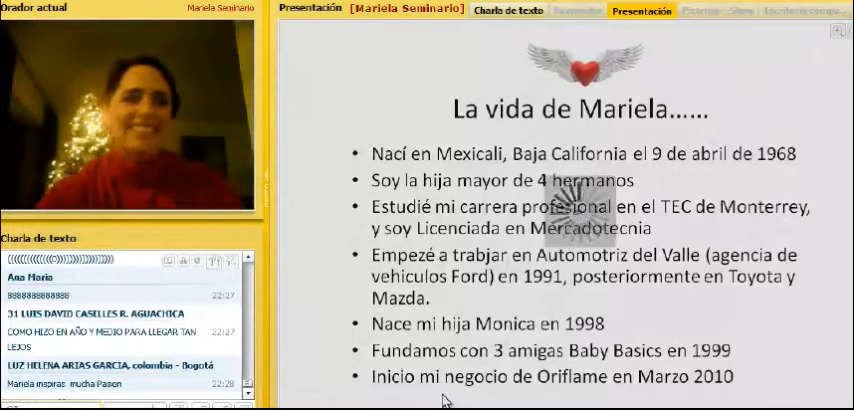 Orador actual
Mariela Seminario
Presentación [Mariela Seminario]
Charla de texto
Presentación
La vida de Mariela......
• Nací en Mexicali, Baja California el 9 de abril de 1968
• Soy la hija mayor de 4 hermanos
• Estudié mi carrera profesional en el TEC de Monterrey,
y soy Licenciada en Mercadotecnia
• Empezé a trabjar en Automotriz del Valle (agencia de
vehiculos Ford) en 1991, posteriormente en Toyota y
Mazda.
• Nace mi hija Monica en 1998
• Fundamos con 3 amigas Baby Basics en 1999
• Inicio mi negocio de Oriflame en Marzo 2010
Charla de texto
Ana Maria
22:27
31 LUIS DAVID CASELLES R. AGUACHICA
COMO HIZO EN AÑO Y MEDIO PARA LLEGAR TAN 22:27
LEJOS
LUZ HELENA ARIAS GARCIA, colombia - Bogotá
Mariela inspiras mucha Pasion 22:28